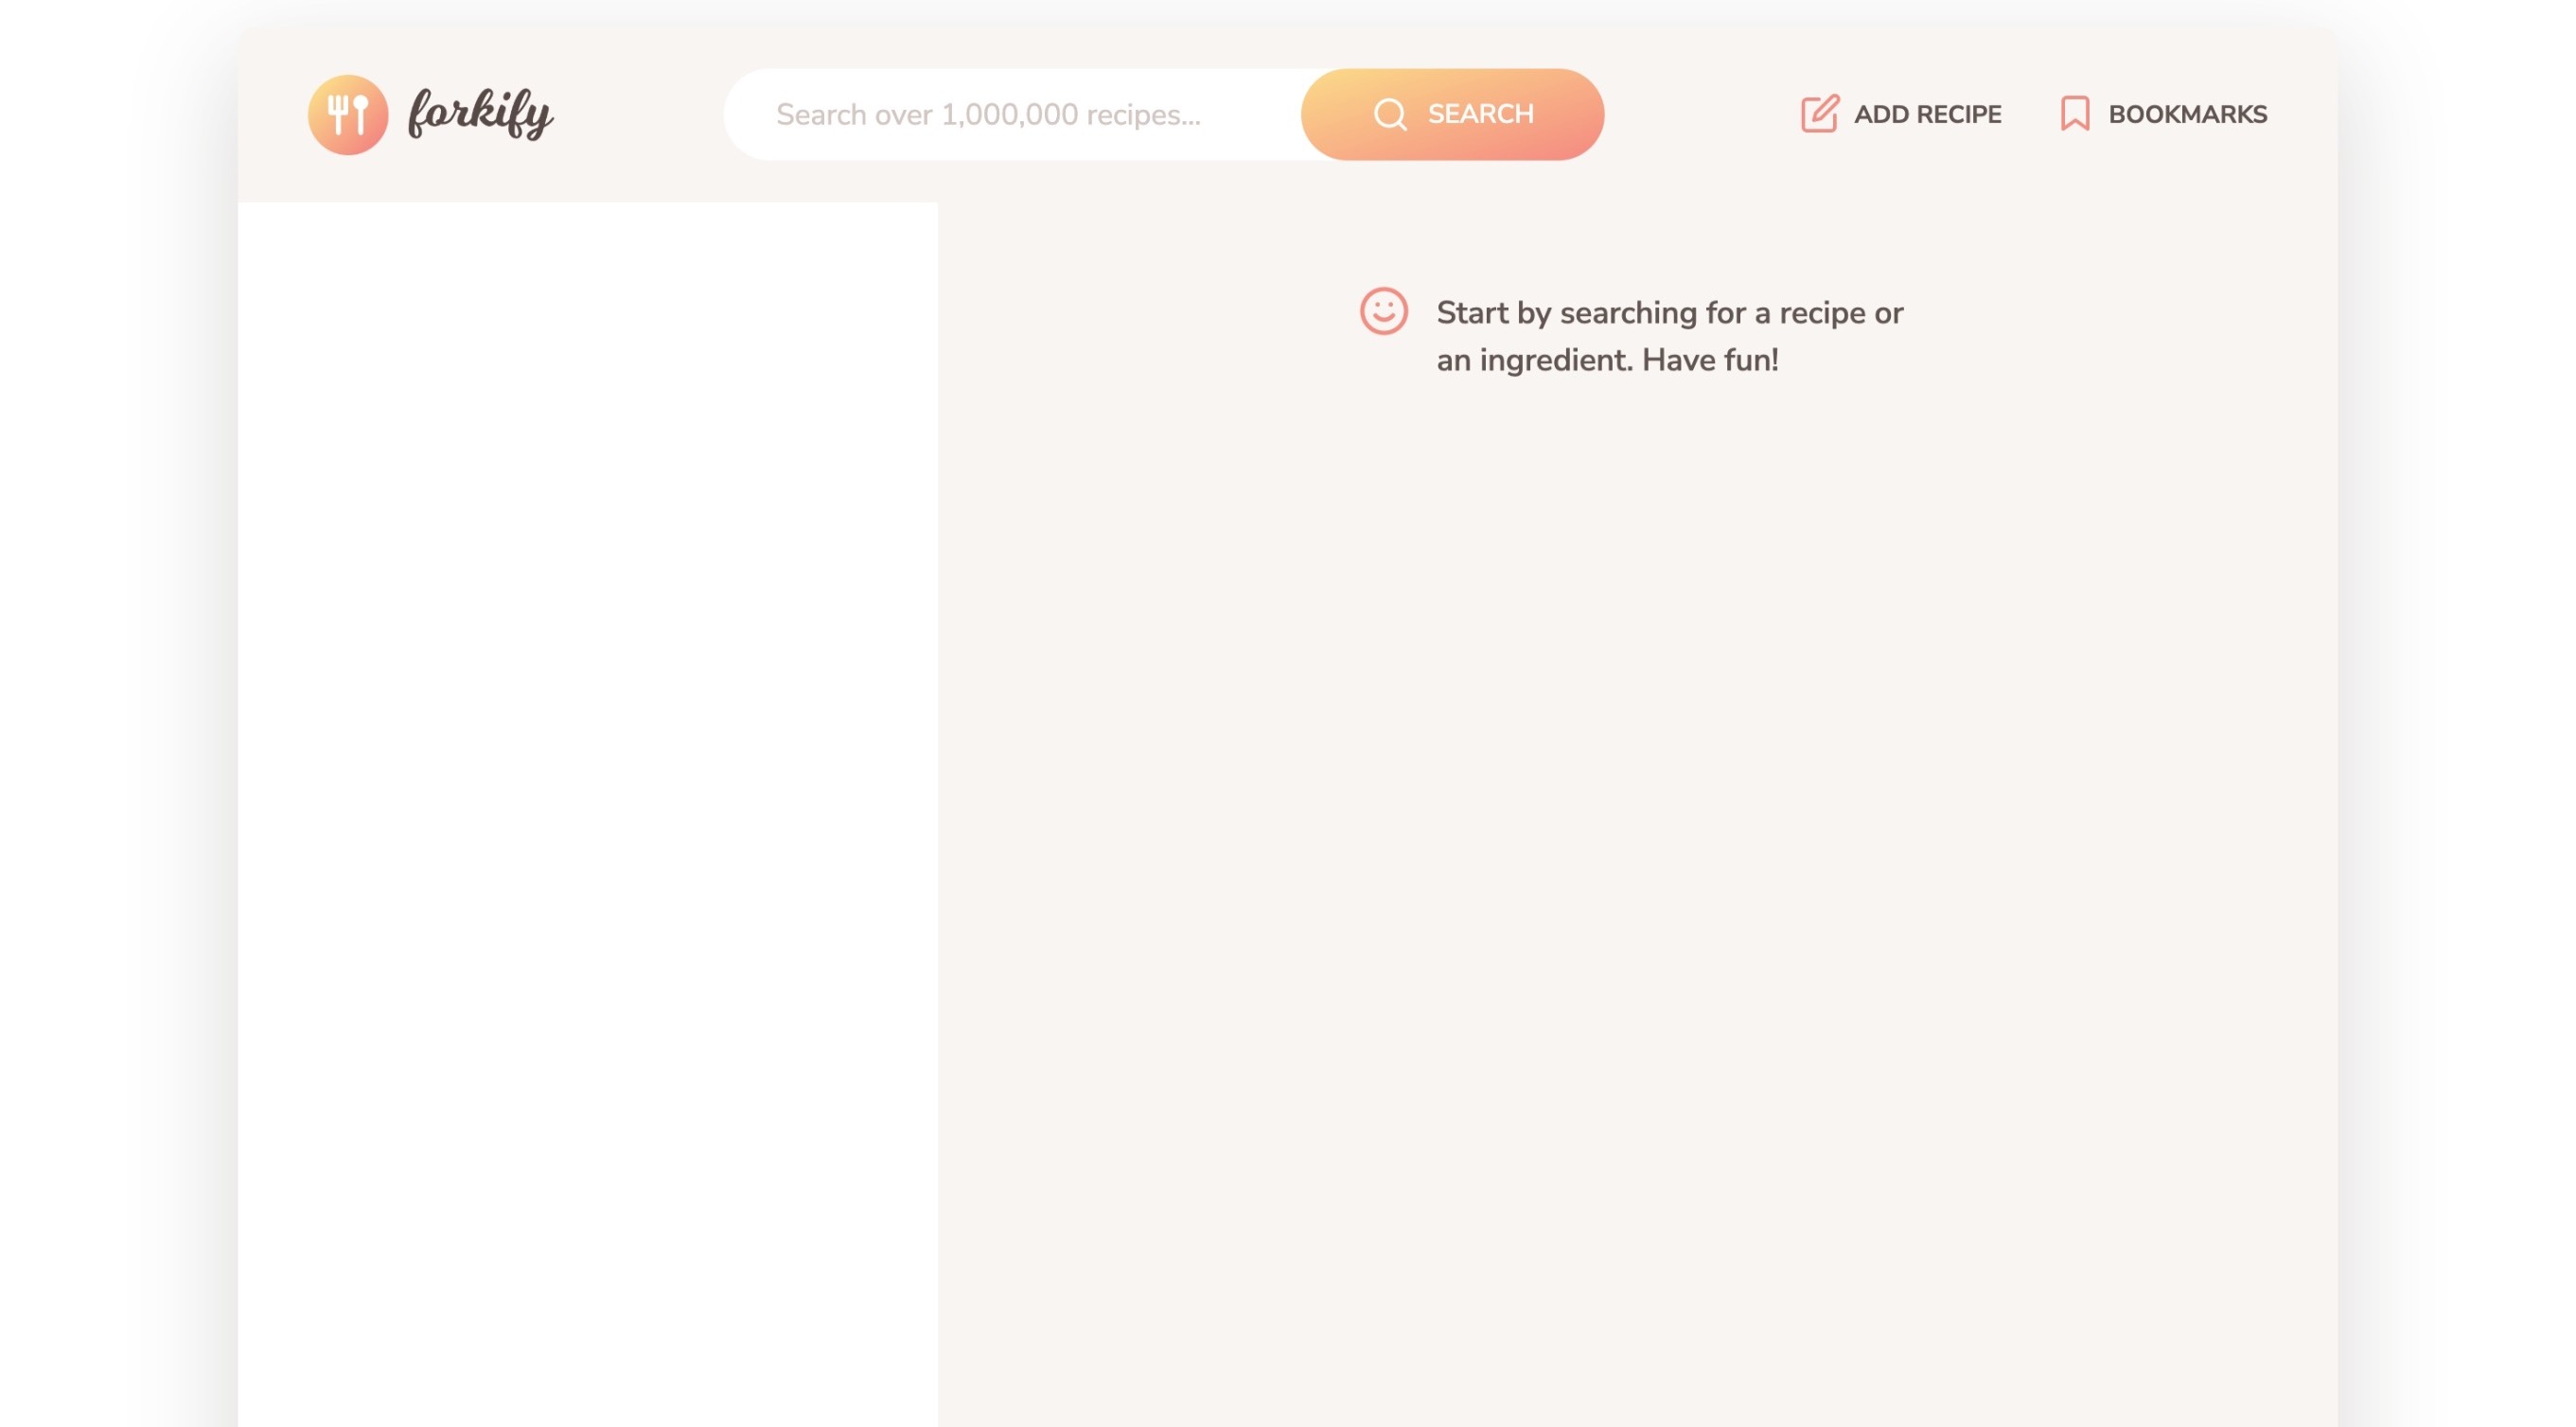 forkify
Search over 1,000,000 recipes...
SEARCH
ADD RECIPE
BOOKMARKS
Start by searching for a recipe or
an ingredient. Have fun!